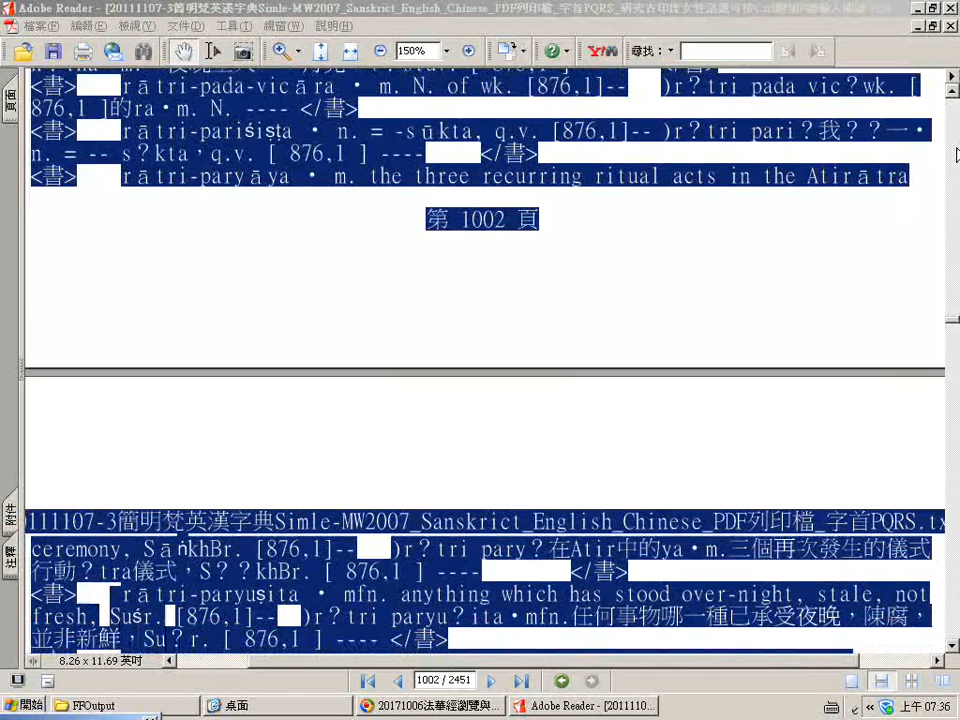 Adobe Reader - [20111107-3簡明梵英漢字典Simle-MW2007_Sanskrict_English_Chinese_PDF列印檔_字首PQRS_
檔案(F) 編輯(E) 檢視(V) 文件(D) 工具(T) 視窗(W) 說明(H)
150% 尋找：
<書> rātri-pada-vicāra ‧ m. N. of wk. [876,1]-- )r？tri pada vic？wk. [
876,1 ]的ra‧m. N. ---- </書>
<書> rātri-pariśiṣṭa ‧ n. = -sūkta, q.v. [876,1]-- )r？tri pari？我？？一‧
n. = -- s？kta，q.v. [ 876,1 ] ---- </書>
<書> rātri-paryāya ‧ m. the three recurring ritual acts in the Atirātra
第 1002 頁
111107-3簡明梵英漢字典Simle-MW2007_Sanskrict_English_Chinese_PDF列印檔_字首PQRS.tx
ceremony, SāṅkhBr. [876,1]-- )r？tri pary？在Atir中的ya‧m.三個再次發生的儀式
行動？tra儀式，S？？khBr. [ 876,1 ] ---- </書>
<書> rātri-paryuṣita ‧ mfn. anything which has stood over-night, stale, not
fresh, Suśr. [876,1]-- )r？tri paryu？ita‧mfn.任何事物哪一種已承受夜晚，陳腐，
並非新鮮，Su？r. [ 876,1 ] ---- </書>
頁面
附件
注釋
8.26 x 11.69 英吋
1002 / 2451
開始 FFOutput 桌面 20171006法華經瀏覽與... Adobe Reader - [2011110... 上午 07:36